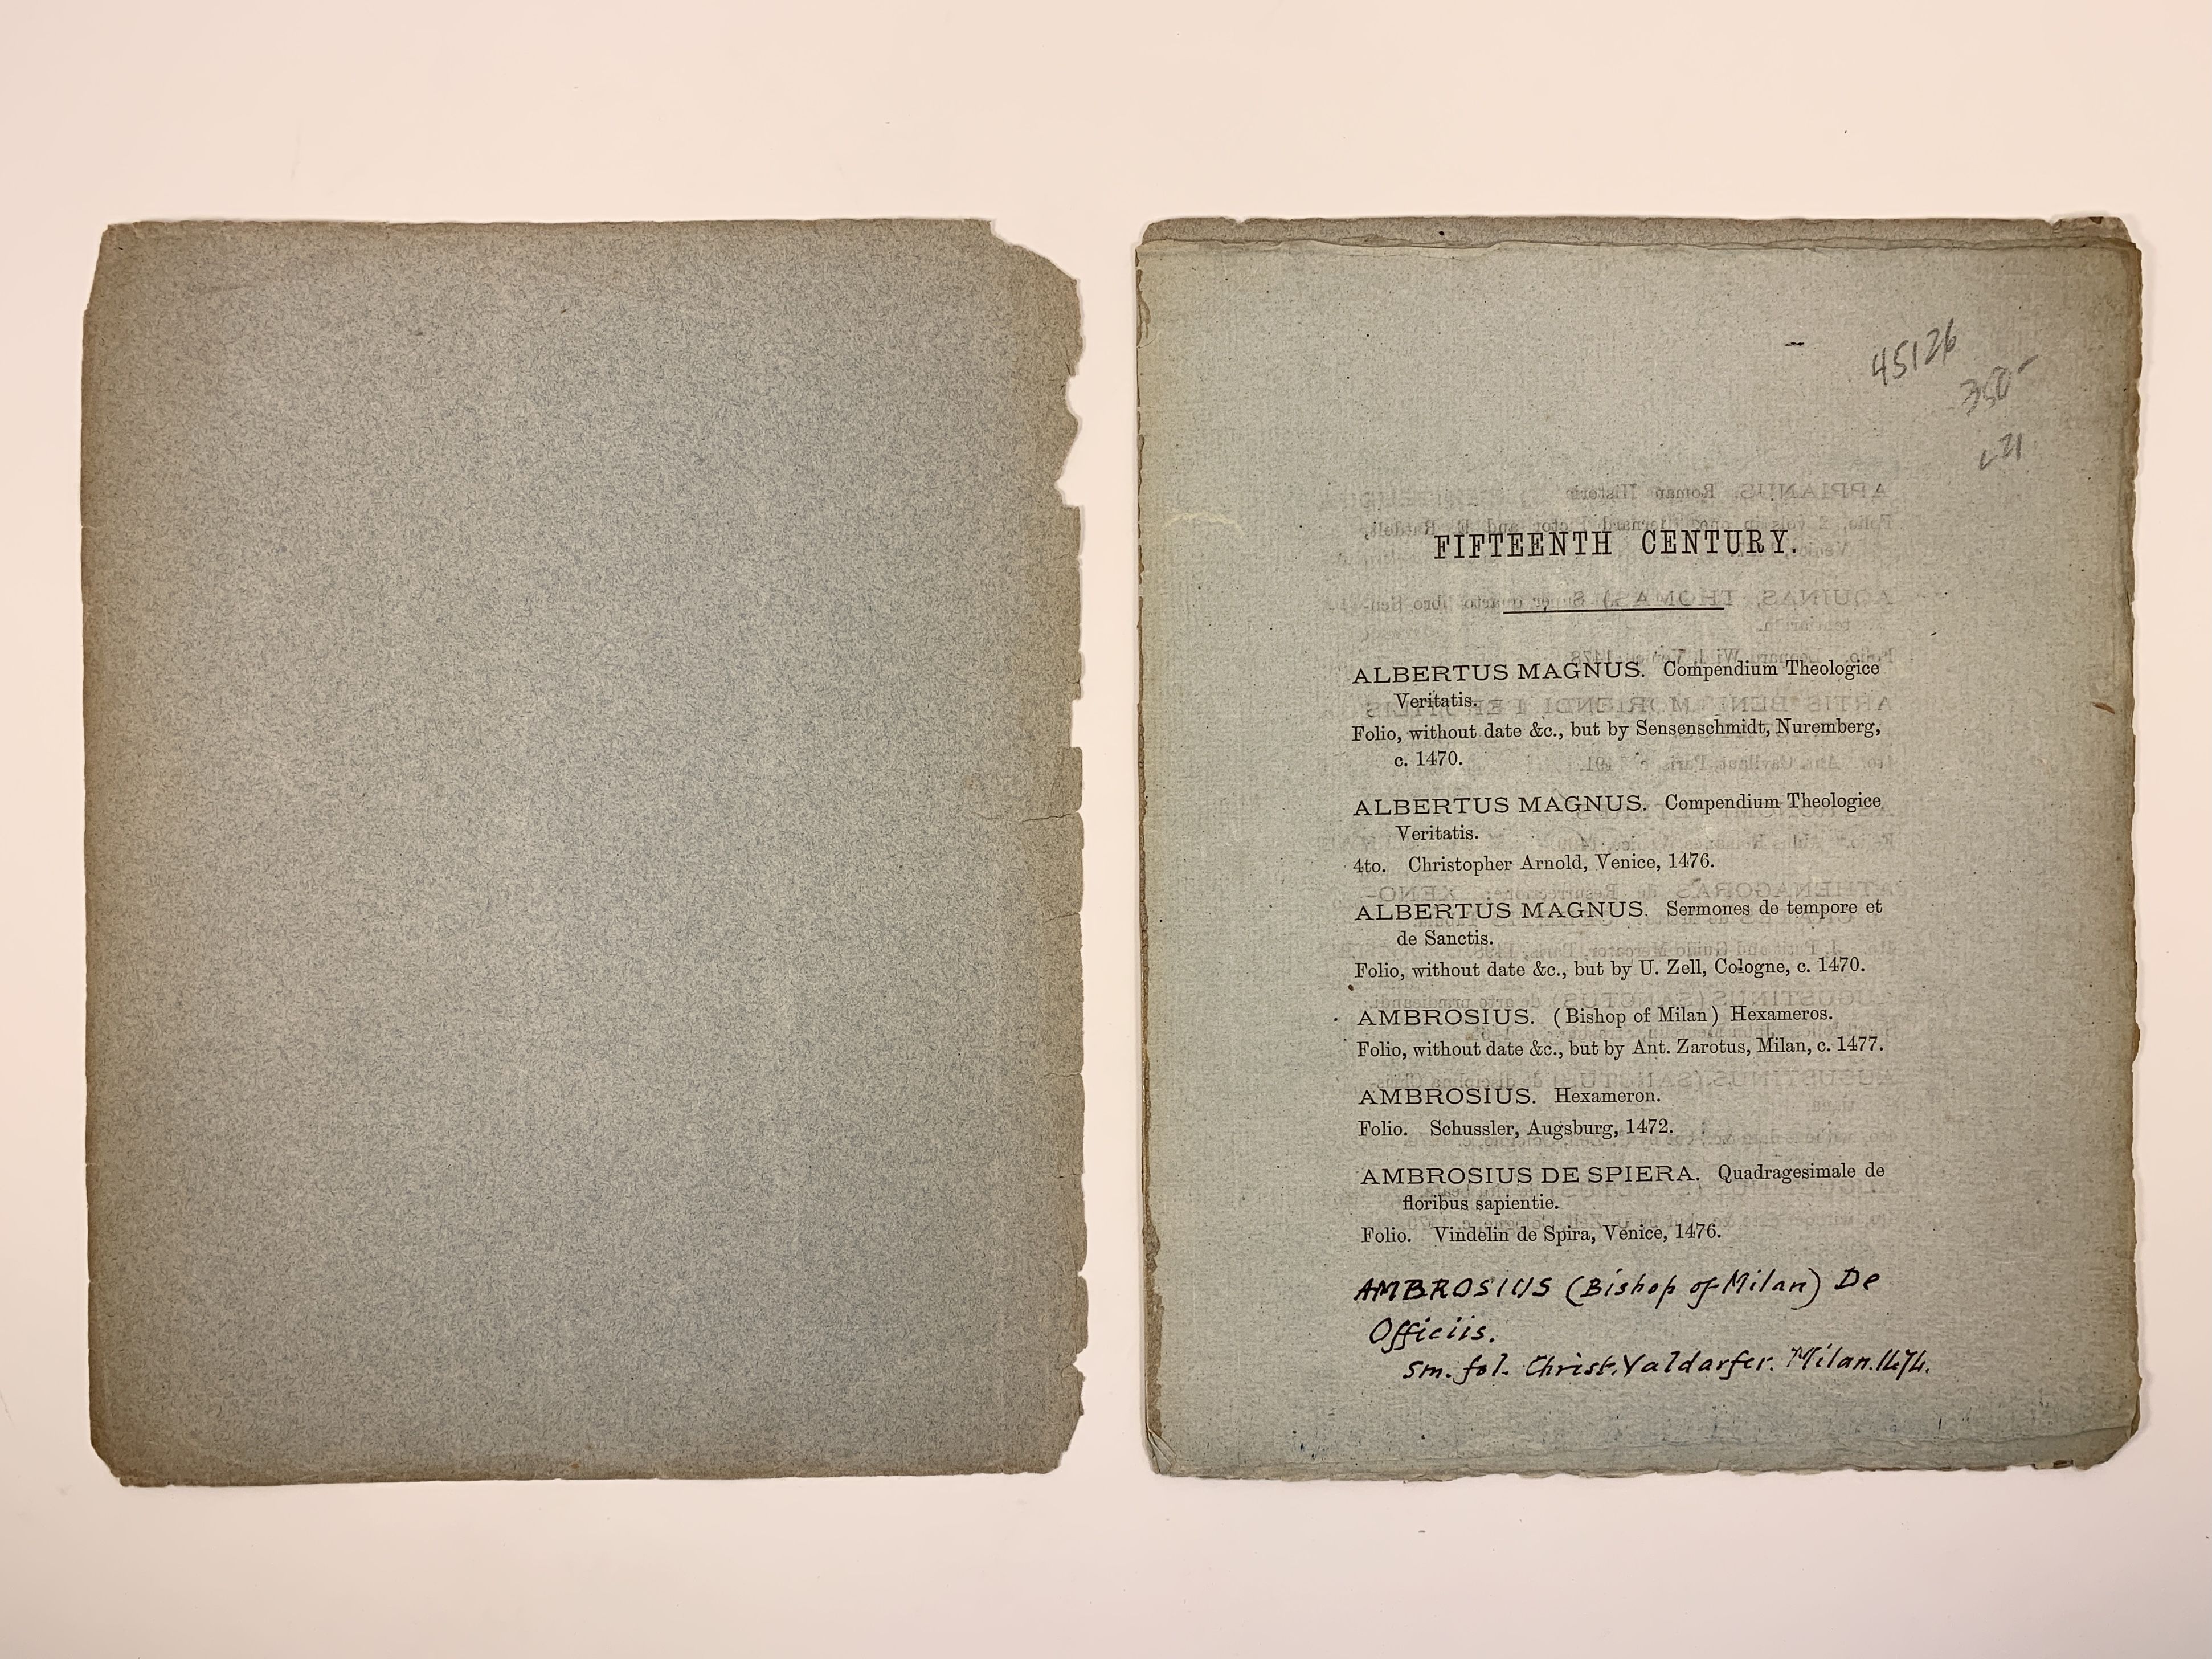 45126
350-
FIFTEENTH CENTURY.
ALBERTUS MAGNUS. Compendium Theologice
Veritatis.
Folio, without date &c., but by Sensenschmidt, Nuremberg,
c. 1470.
ALBERTUS MAGNUS. Compendium Theologice
Veritatis.
4to. Christopher Arnold, Venice, 1476.
ALBERTUS MAGNUS. Sermones de tempore et
de Sanctis.
Folio, without date &c., but by U. Zell, Cologne, c. 1470.
AMBROSIUS. (Bishop of Milan) Hexameros.
Folio, without date &c., but by Ant. Zarotus, Milan, c. 1477.
AMBROSIUS. Hexameron.
Folio. Schussler, Augsburg, 1472.
AMBROSIUS DE SPIERA. Quadragesimale de
floribus sapientie.
Folio. Vindelin de Spira, Venice, 1476.
AMBROSIUS (Bishop of Milan) De
Officiis.
Sm. fol. Christ. Valdarfer. Milan. 1474.